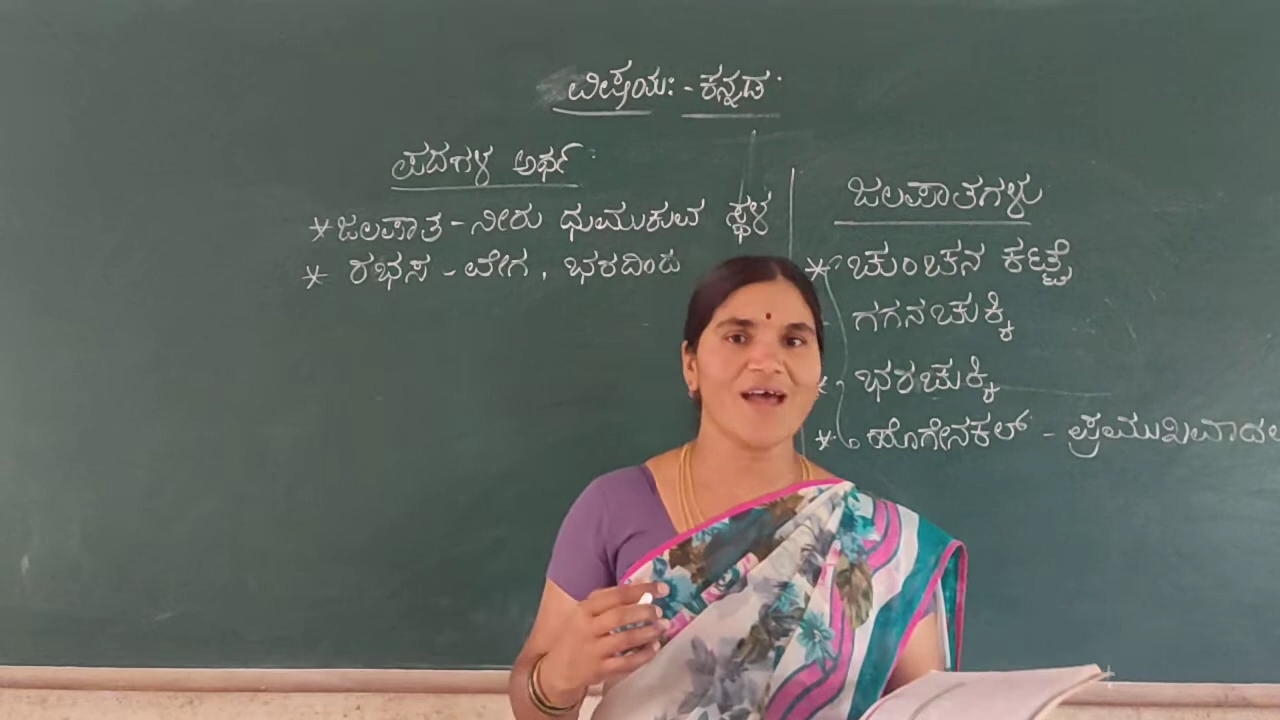 ವಿಷಯ: - ಕನ್ನಡ
ಪದಗಳ ಅರ್ಥ
* ಜಲಪಾತ - ನೀರು ಧುಮುಕುವ ಸ್ಥಳ
* ರಭಸ - ವೇಗ, ಭರದಿಂದ
ಜಲಪಾತಗಳು
* ಚುಂಚನ ಕಟ್ಟೆ
ಗಗನಚುಕ್ಕಿ
ಭರಚುಕ್ಕಿ
* ಹೊಗೇನಕಲ್ - ಪ್ರಮುಖವಾದ